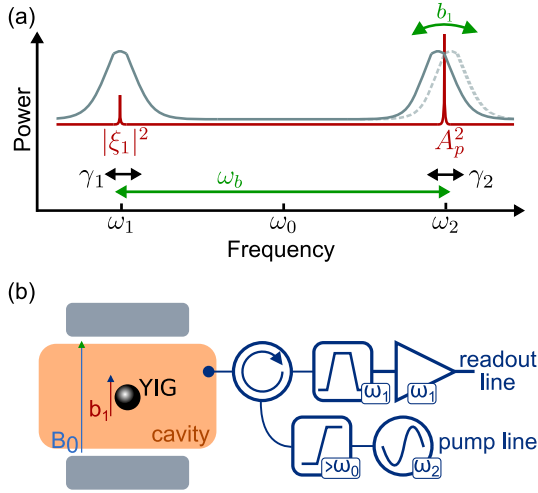 (a)
b₁
Power
|ξ₁|²
Aₚ²
γ₁
ω_b
γ₂
ω₁
ω₀
ω₂
Frequency
(b)
YIG
b₁
B₀
cavity
ω₁
ω₁
readout
line
>ω₀
ω₂
pump line